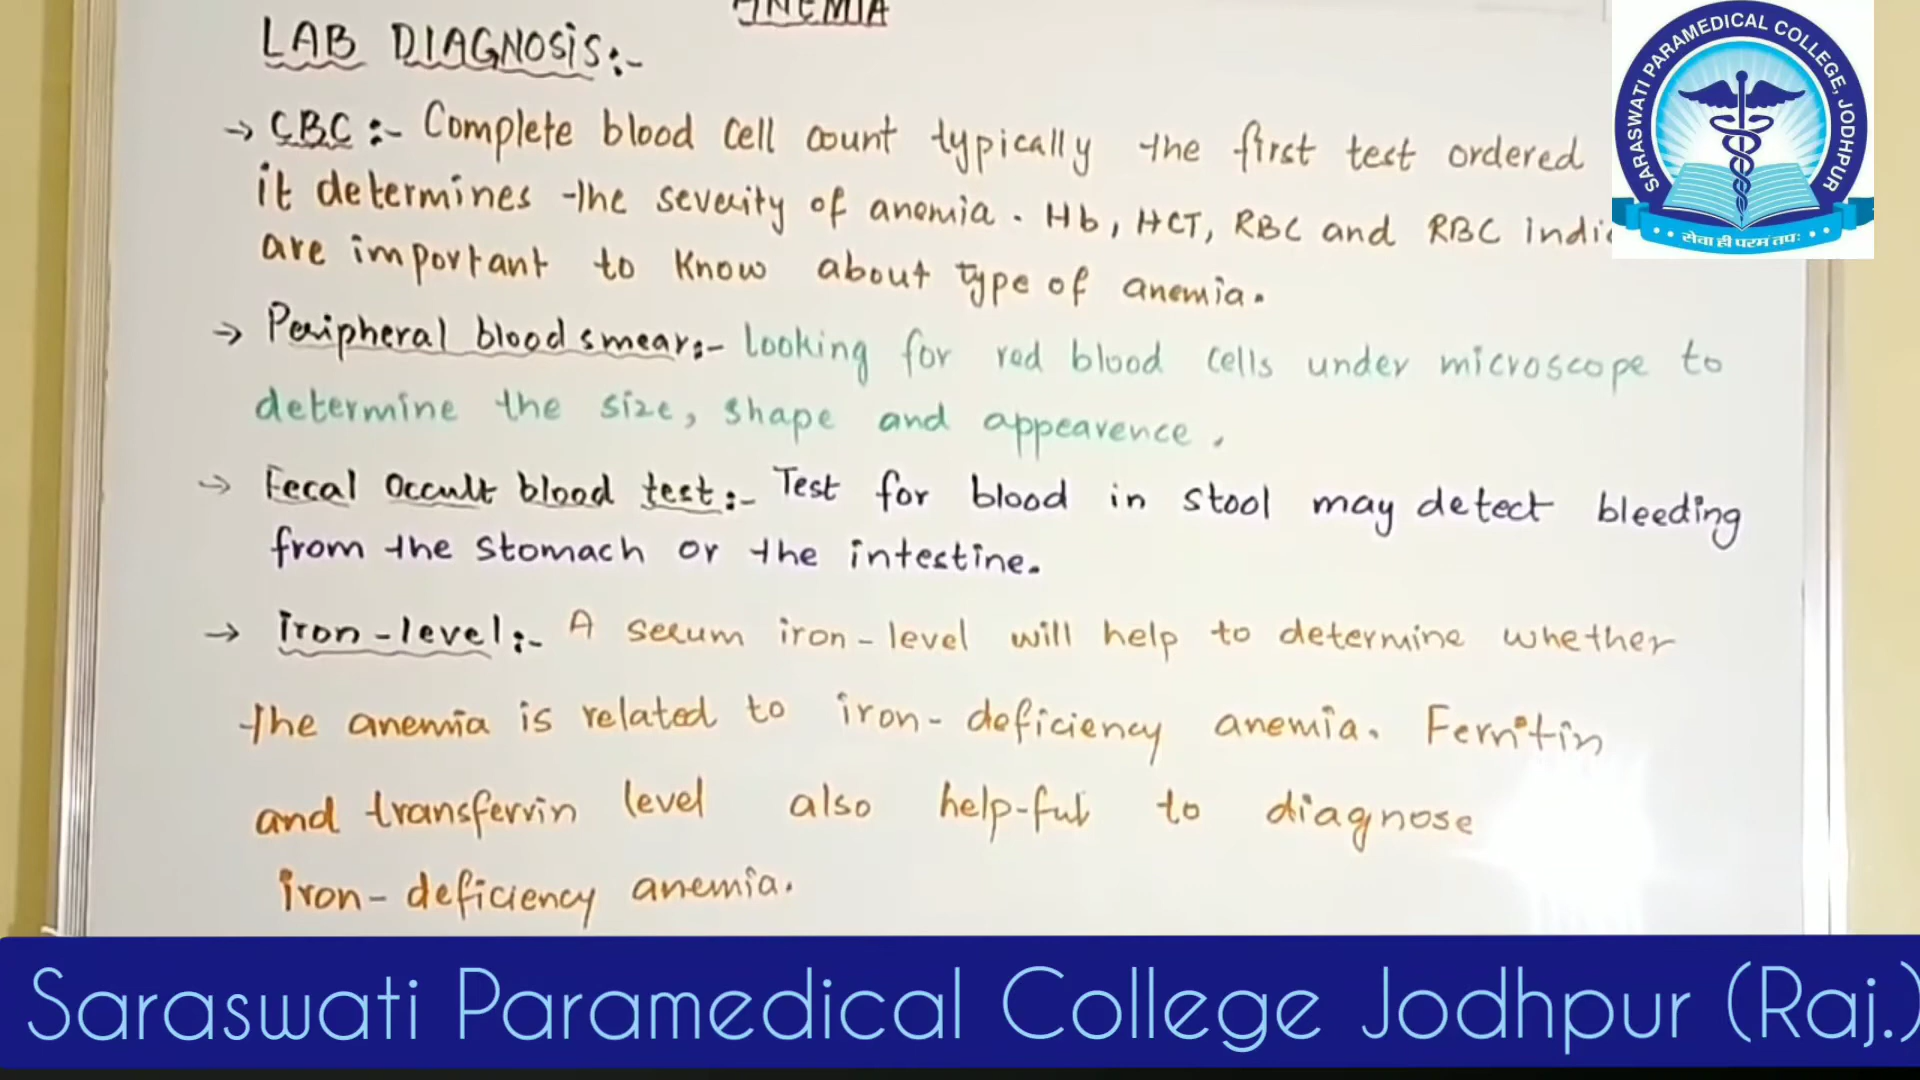 ANEMIA
LAB DIAGNOSIS:-
→ CBC:- Complete blood cell count typically the first test ordered
it determines the severity of anemia. Hb, HCT, RBC and RBC indi
are important to know about type of anemia.
→ Peripheral blood smear:- looking for red blood cells under microscope to
determine the size, shape and appearence.
→ Fecal occult blood test:- Test for blood in stool may detect bleeding
from the stomach or the intestine.
→ iron-level:- A serum iron-level will help to determine whether
the anemia is related to iron-deficiency anemia. Ferritin
and transferrin level also help-ful to diagnose
iron-deficiency anemia.
SARASWATI PARAMEDICAL COLLEGE, JODHPUR
सेवा ही परमं तपः
Saraswati Paramedical College Jodhpur (Raj.)